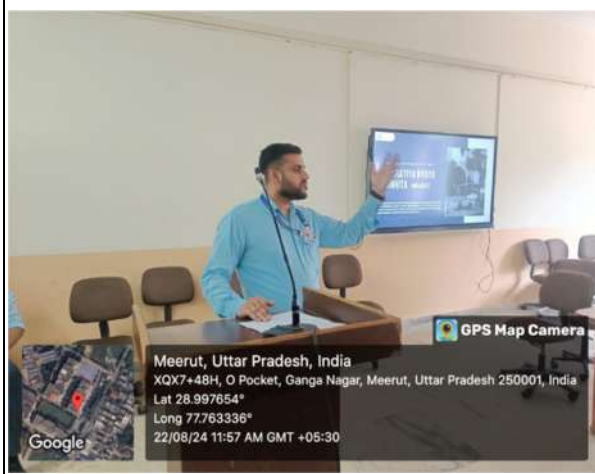 GPS Map Camera
Meerut, Uttar Pradesh, India
XQX7+48H, O Pocket, Ganga Nagar, Meerut, Uttar Pradesh 250001, India
Lat 28.997654°
Long 77.763336°
22/08/24 11:57 AM GMT +05:30
Google